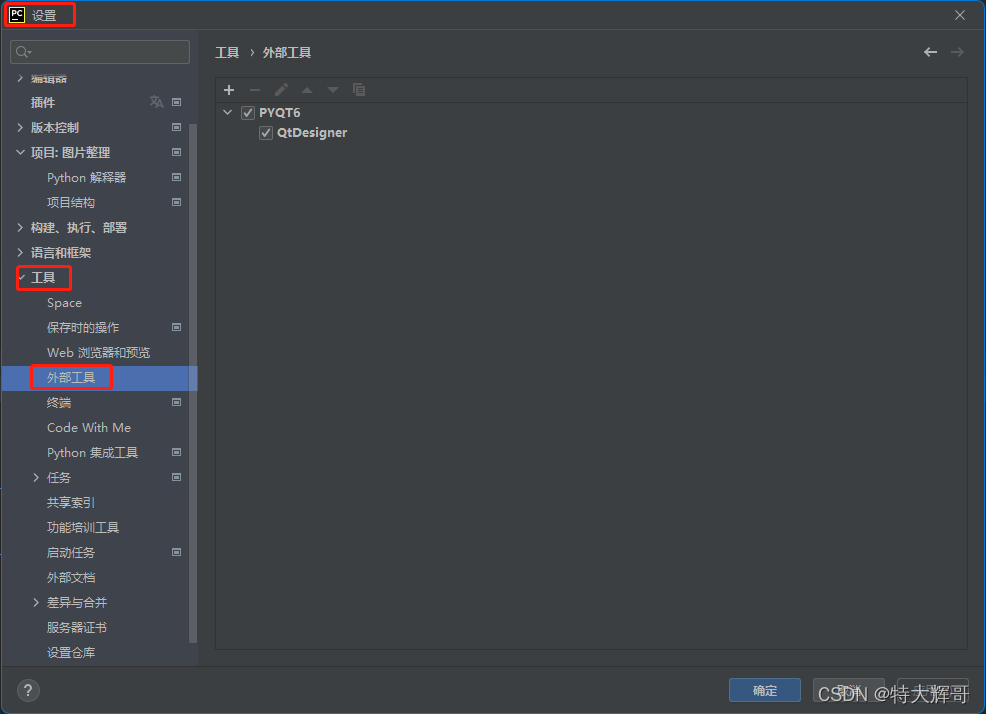 PC 设置
工具 › 外部工具
编辑器
插件
版本控制
项目: 图片整理
Python 解释器
项目结构
构建、执行、部署
语言和框架
工具
Space
保存时的操作
Web 浏览器和预览
外部工具
终端
Code With Me
Python 集成工具
任务
共享索引
功能培训工具
启动任务
外部文档
差异与合并
服务器证书
设置仓库
PYQT6
QtDesigner
?
确定
取消
CSDN @特大辉哥